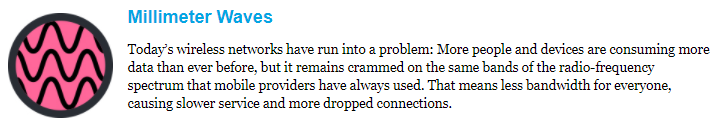 Millimeter Waves
Today’s wireless networks have run into a problem: More people and devices are consuming more
data than ever before, but it remains crammed on the same bands of the radio-frequency
spectrum that mobile providers have always used. That means less bandwidth for everyone,
causing slower service and more dropped connections.